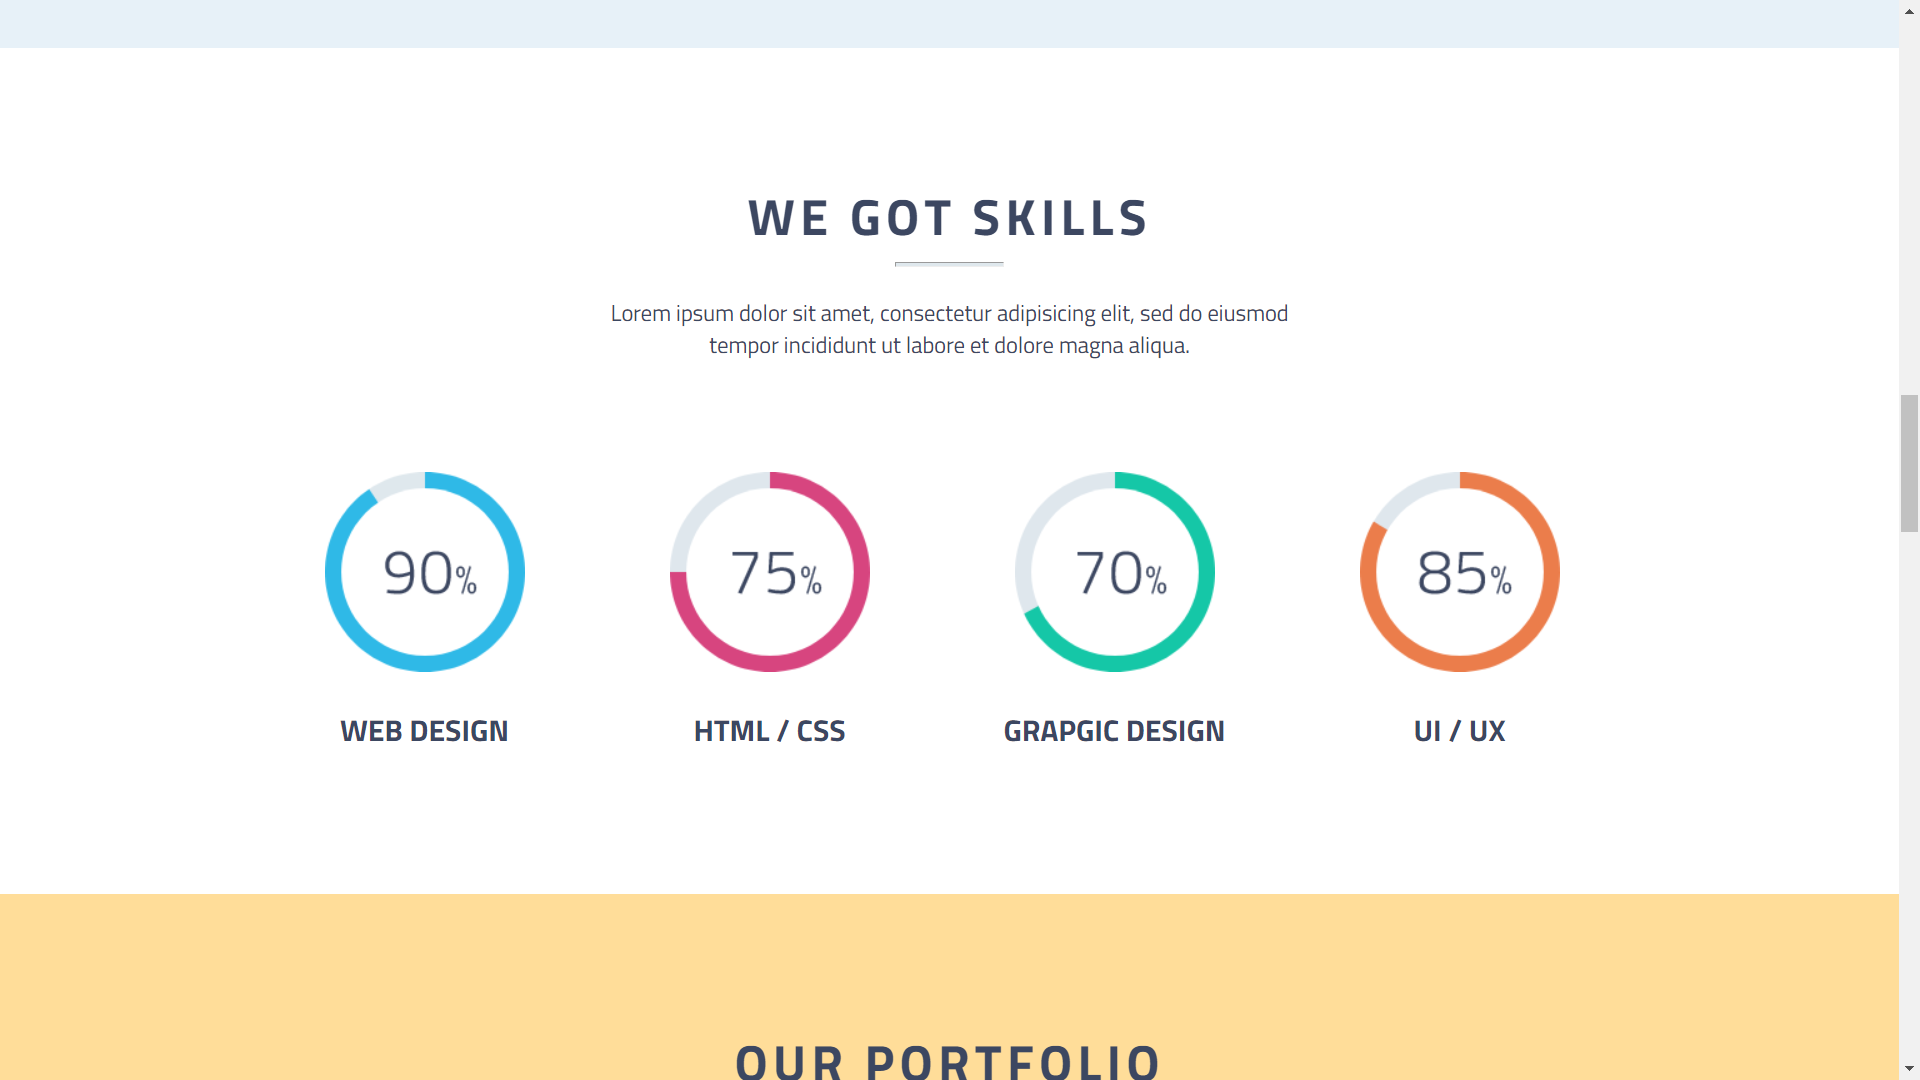 WE GOT SKILLS
Lorem ipsum dolor sit amet, consectetur adipisicing elit, sed do eiusmod
tempor incididunt ut labore et dolore magna aliqua.
90%
75%
70%
85%
WEB DESIGN
HTML / CSS
GRAPGIC DESIGN
UI / UX
OUR PORTFOLIO